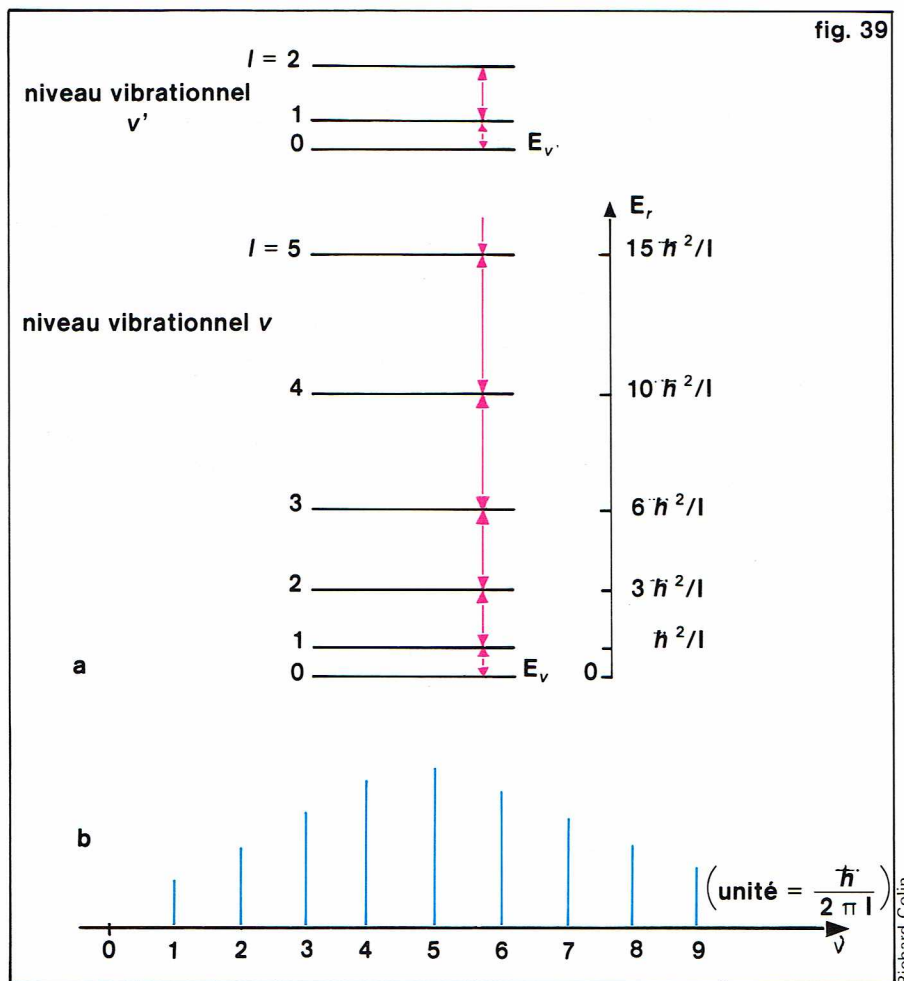 fig. 39
l = 2
niveau vibrationnel
v'
1
0
E_v'
E_r
l = 5
15 ħ²/I
niveau vibrationnel v
4
10 ħ²/I
3
6 ħ²/I
2
3 ħ²/I
1
ħ²/I
a
0
E_v
0
b
(unité = ħ / 2 π I)
0 1 2 3 4 5 6 7 8 9
ν
Richard Colin